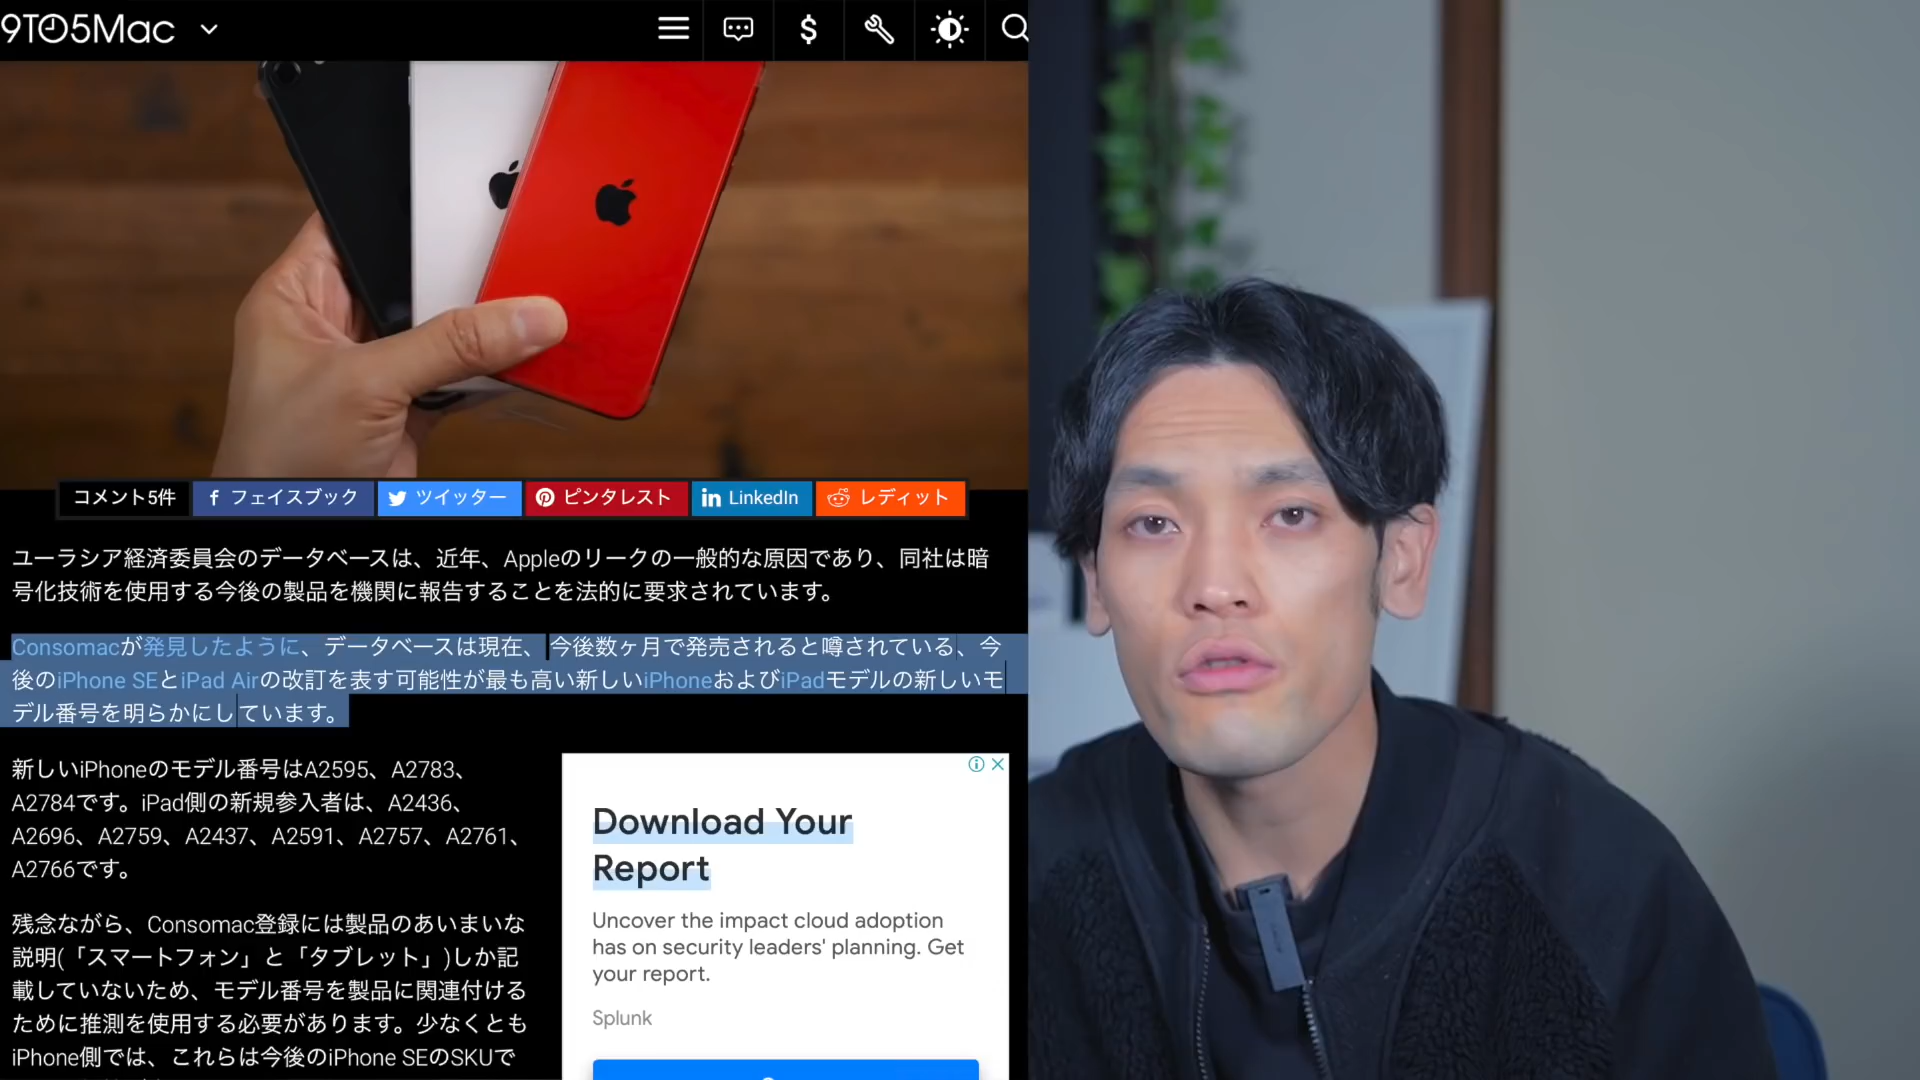 9TO5Mac
コメント5件 フェイスブック ツイッター ピンタレスト LinkedIn レディット
ユーラシア経済委員会のデータベースは、近年、Appleのリークの一般的な原因であり、同社は暗
号化技術を使用する今後の製品を機関に報告することを法的に要求されています。
Consomacが発見したように、データベースは現在、今後数ヶ月で発売されると噂されている、今
後のiPhone SEとiPad Airの改訂を表す可能性が最も高い新しいiPhoneおよびiPadモデルの新しいモ
デル番号を明らかにしています。
新しいiPhoneのモデル番号はA2595、A2783、
A2784です。iPad側の新規参入者は、A2436、
A2696、A2759、A2437、A2591、A2757、A2761、
A2766です。
残念ながら、Consomac登録には製品のあいまいな
説明(「スマートフォン」と「タブレット」)しか記
載していないため、モデル番号を製品に関連付ける
ために推測を使用する必要があります。少なくとも
iPhone側では、これらは今後のiPhone SEのSKUで
Download Your
Report
Uncover the impact cloud adoption
has on security leaders' planning. Get
your report.
Splunk